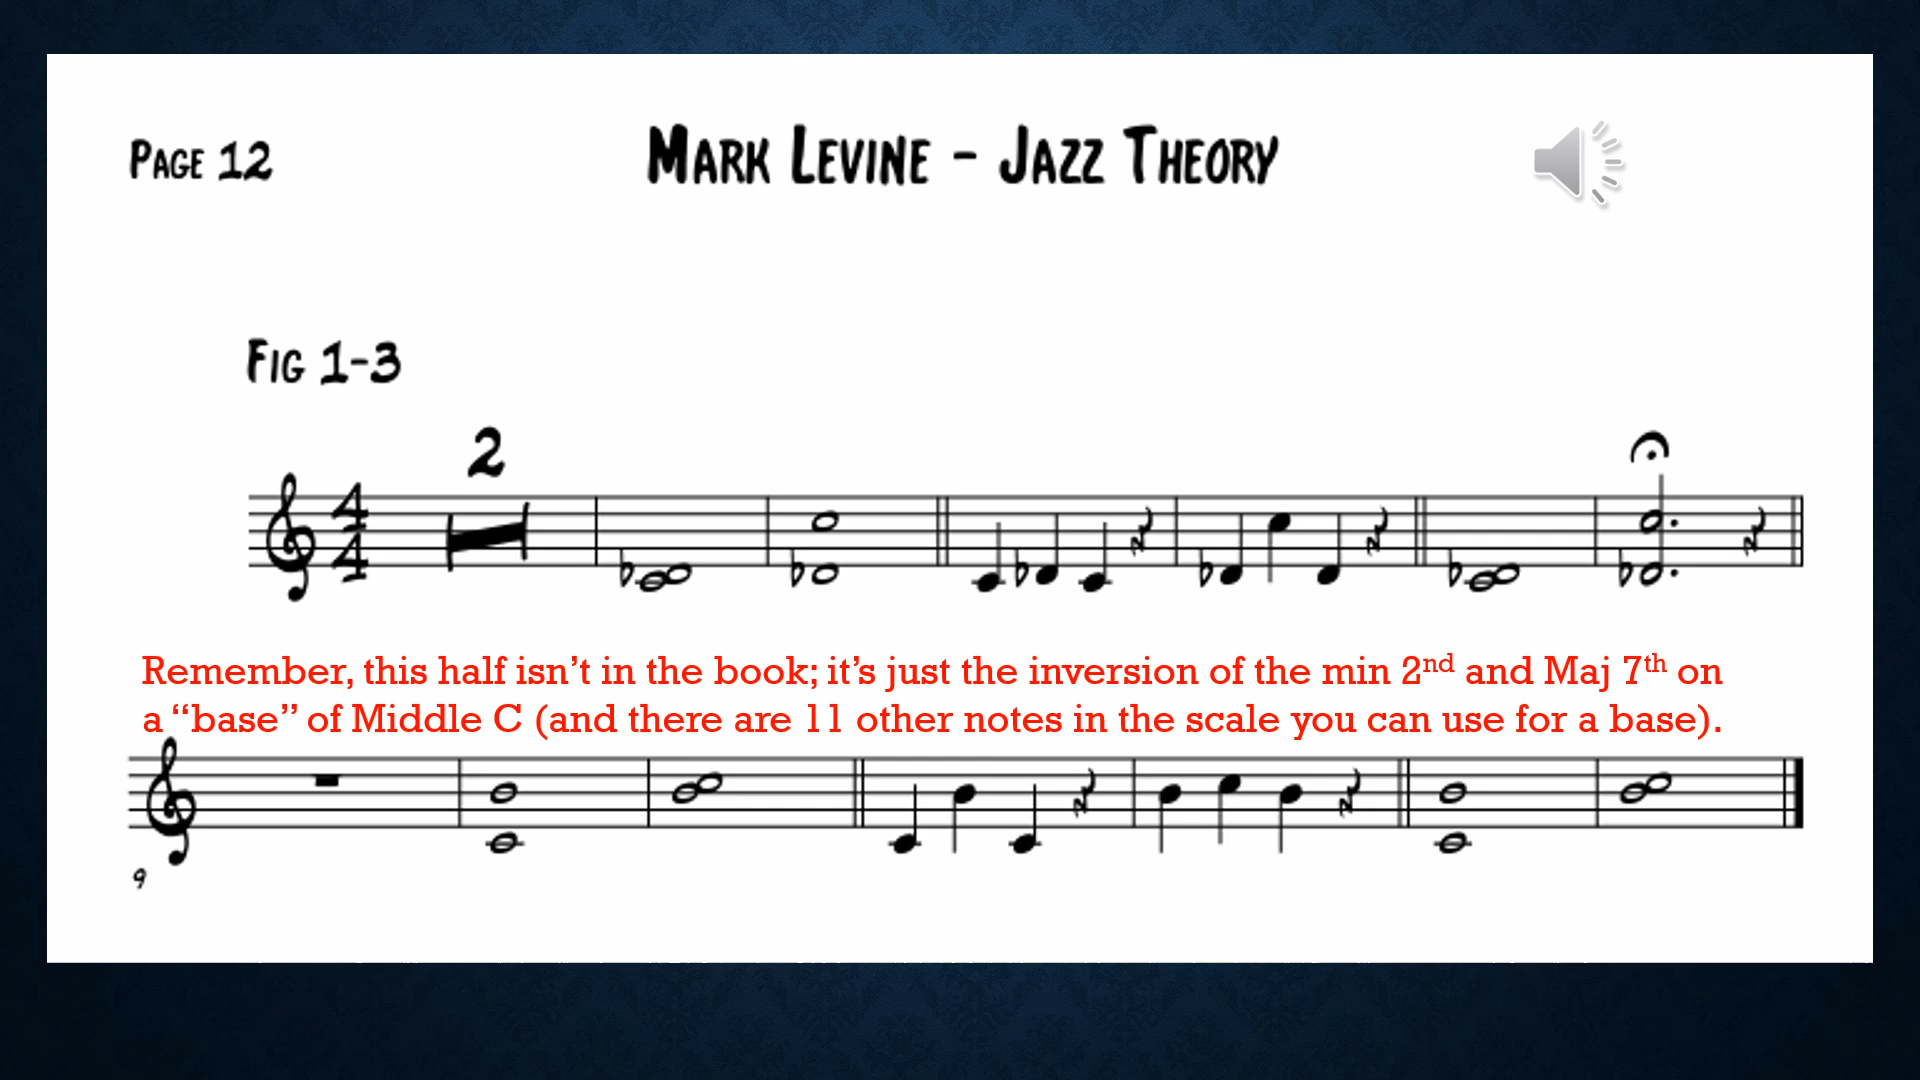 Page 12
Mark Levine - Jazz Theory
Fig 1-3
2
4
4
Remember, this half isn’t in the book; it’s just the inversion of the min 2nd and Maj 7th on
a “base” of Middle C (and there are 11 other notes in the scale you can use for a base).
9